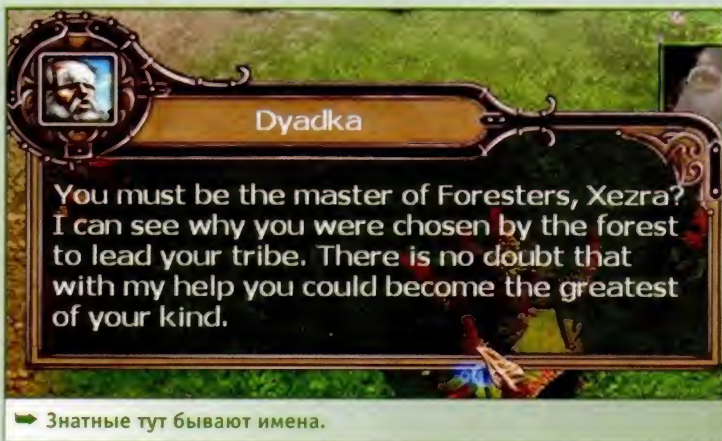 Dyadka
You must be the master of Foresters, Xezra?
I can see why you were chosen by the forest
to lead your tribe. There is no doubt that
with my help you could become the greatest
of your kind.
Знатные тут бывают имена.